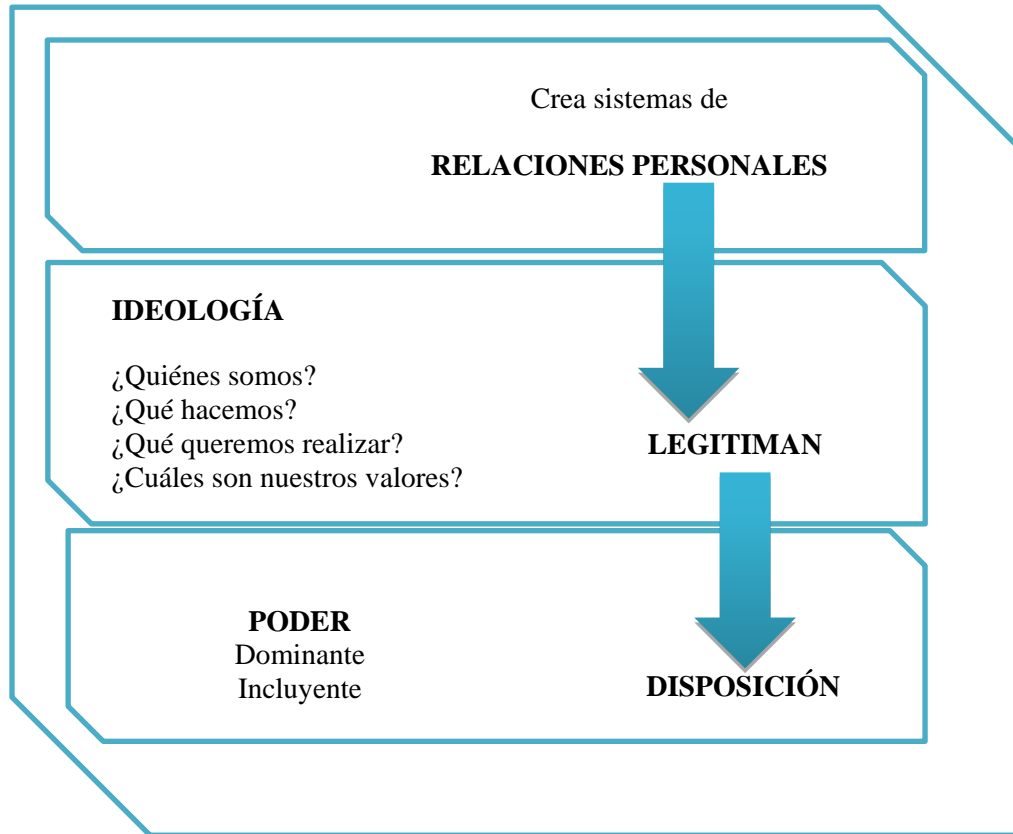 Crea sistemas de
RELACIONES PERSONALES
IDEOLOGÍA
¿Quiénes somos?
¿Qué hacemos?
¿Qué queremos realizar?
¿Cuáles son nuestros valores?
LEGITIMAN
PODER
Dominante
Incluyente
DISPOSICIÓN